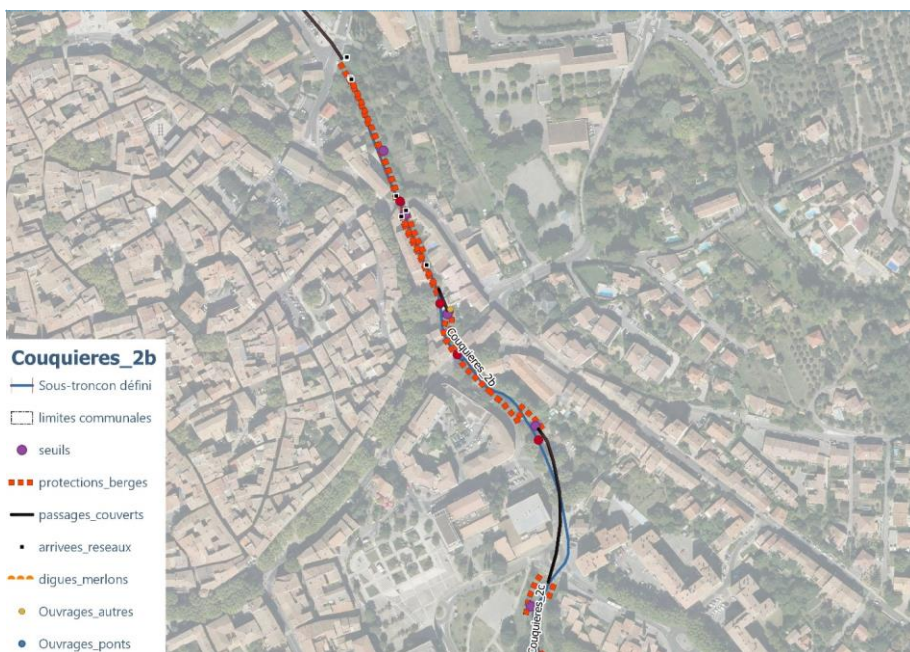 Couquieres_2b
Couquieres_2b
Sous-troncon défini
limites communales
seuils
protections_berges
passages_couverts
arrivees_reseaux
digues_merlons
Ouvrages_autres
Ouvrages_ponts
Couquieres_2c